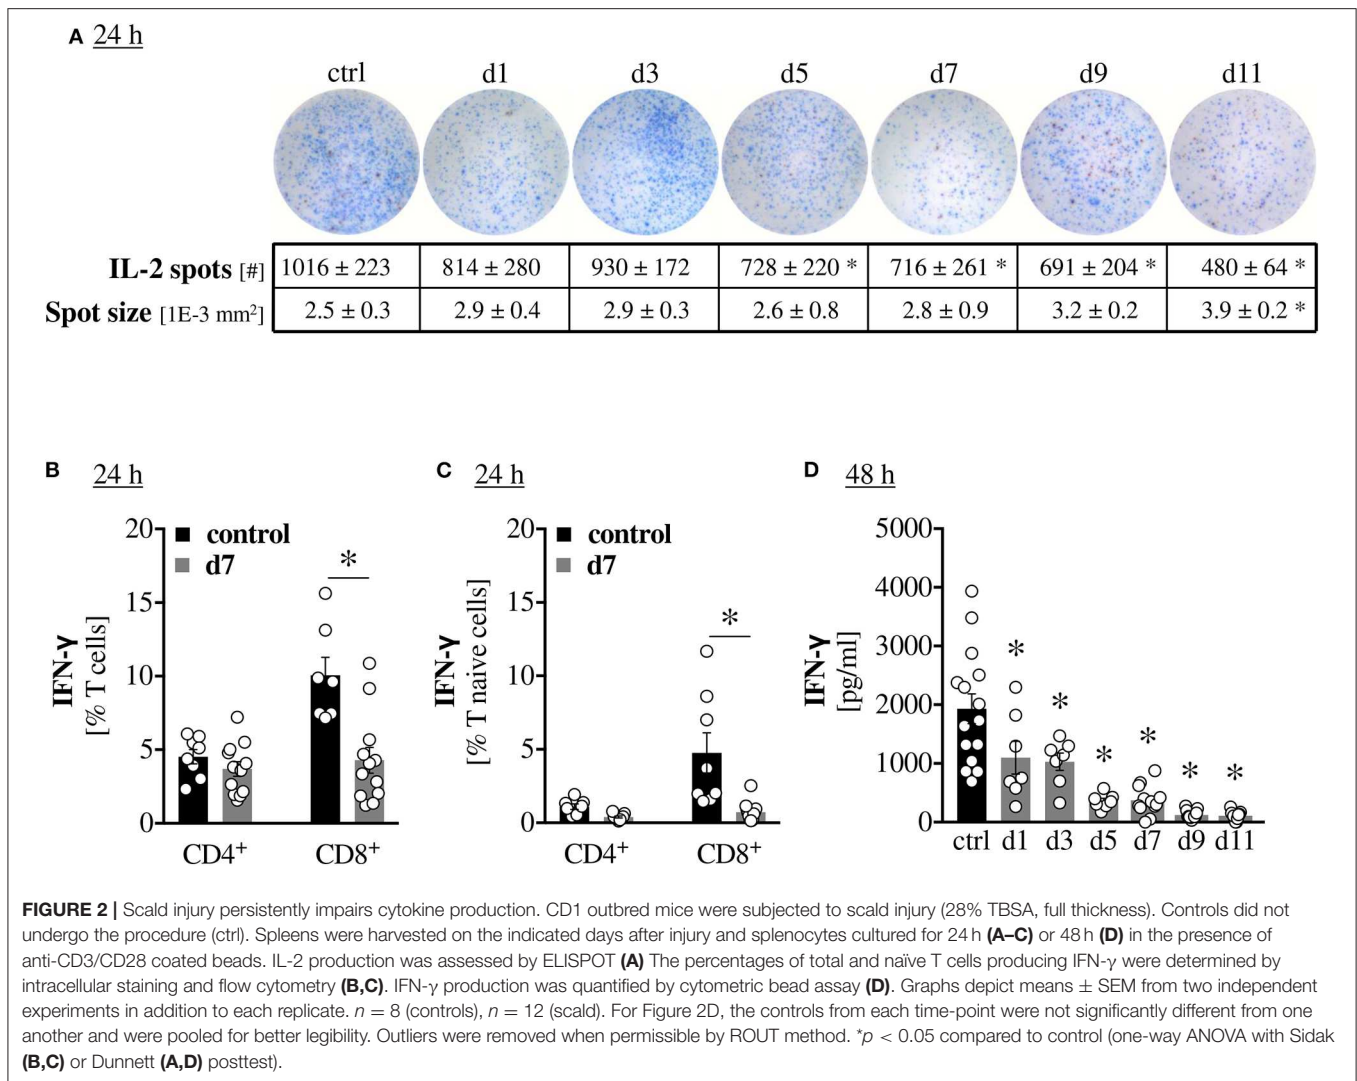 A 24 h
ctrl d1 d3 d5 d7 d9 d11
IL-2 spots [#] 1016 ± 223 814 ± 280 930 ± 172 728 ± 220 * 716 ± 261 * 691 ± 204 * 480 ± 64 *
Spot size [1E-3 mm²] 2.5 ± 0.3 2.9 ± 0.4 2.9 ± 0.3 2.6 ± 0.8 2.8 ± 0.9 3.2 ± 0.2 3.9 ± 0.2 *
B 24 h
20
15
10
5
0
IFN-γ
[% T cells]
control
d7
*
CD4⁺ CD8⁺
C 24 h
20
15
10
5
0
IFN-γ
[% T naive cells]
control
d7
*
CD4⁺ CD8⁺
D 48 h
5000
4000
3000
2000
1000
0
IFN-γ
[pg/ml]
* * * * * *
ctrl d1 d3 d5 d7 d9 d11
FIGURE 2 | Scald injury persistently impairs cytokine production. CD1 outbred mice were subjected to scald injury (28% TBSA, full thickness). Controls did not
undergo the procedure (ctrl). Spleens were harvested on the indicated days after injury and splenocytes cultured for 24 h (A–C) or 48 h (D) in the presence of
anti-CD3/CD28 coated beads. IL-2 production was assessed by ELISPOT (A) The percentages of total and naïve T cells producing IFN-γ were determined by
intracellular staining and flow cytometry (B,C). IFN-γ production was quantified by cytometric bead assay (D). Graphs depict means ± SEM from two independent
experiments in addition to each replicate. n = 8 (controls), n = 12 (scald). For Figure 2D, the controls from each time-point were not significantly different from one
another and were pooled for better legibility. Outliers were removed when permissible by ROUT method. *p < 0.05 compared to control (one-way ANOVA with Sidak
(B,C) or Dunnett (A,D) posttest).